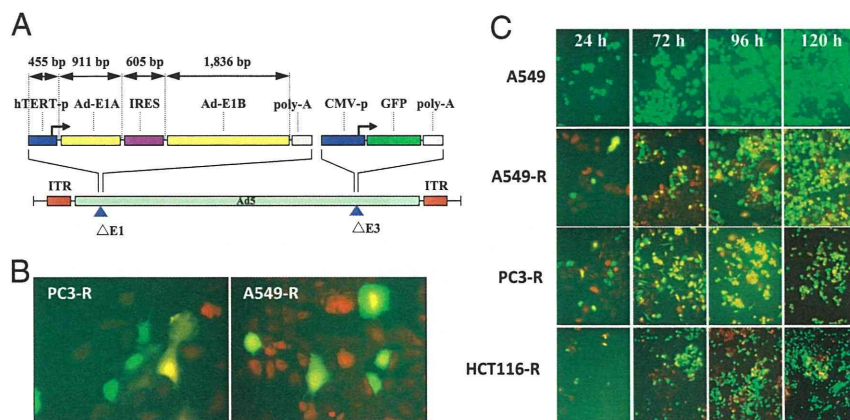 A
455 bp 911 bp 605 bp 1,836 bp
hTERT-p Ad-E1A IRES Ad-E1B poly-A CMV-p GFP poly-A
ITR Ad5 ITR
△E1 △E3
B
PC3-R A549-R
C
24 h 72 h 96 h 120 h
A549
A549-R
PC3-R
HCT116-R